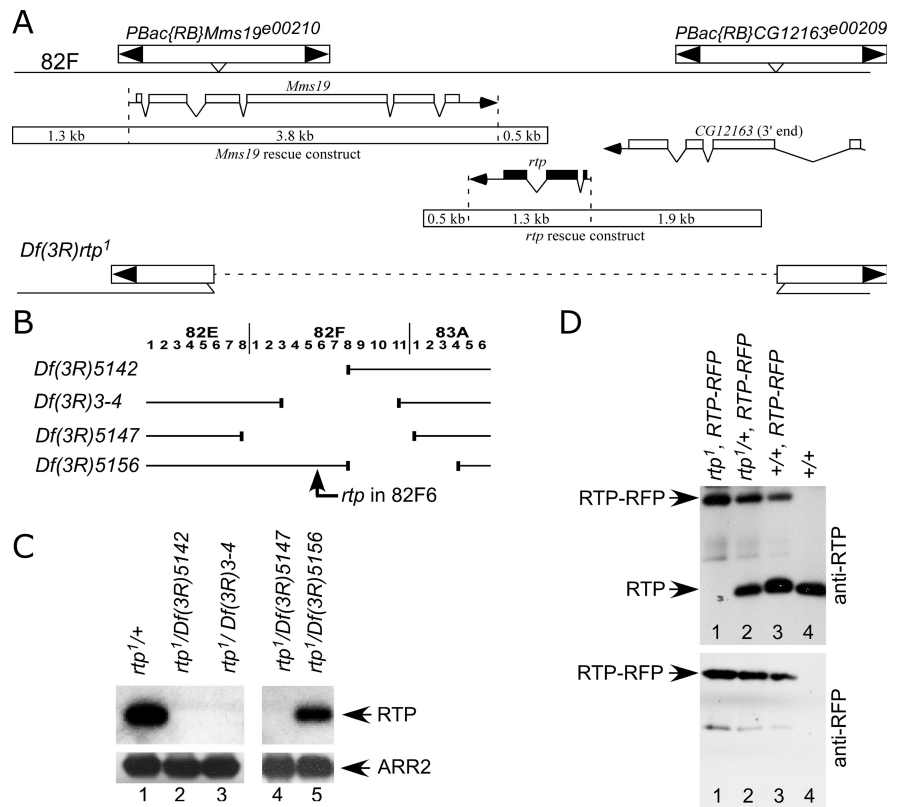 A
PBac{RB}Mms19e00210
PBac{RB}CG12163e00209
82F
Mms19
1.3 kb 3.8 kb 0.5 kb
Mms19 rescue construct
CG12163 (3' end)
rtp
0.5 kb 1.3 kb 1.9 kb
rtp rescue construct
Df(3R)rtp1
B
82E 82F 83A
1 2 3 4 5 6 7 8 1 2 3 4 5 6 7 8 9 10 11 1 2 3 4 5 6
Df(3R)5142
Df(3R)3-4
Df(3R)5147
Df(3R)5156
rtp in 82F6
C
rtp1/+
rtp1/Df(3R)5142
rtp1/ Df(3R)3-4
rtp1/Df(3R)5147
rtp1/Df(3R)5156
RTP
ARR2
1 2 3 4 5
D
rtp1, RTP-RFP
rtp1/+, RTP-RFP
+/+, RTP-RFP
+/+
RTP-RFP
RTP
anti-RTP
1 2 3 4
RTP-RFP
anti-RFP
1 2 3 4